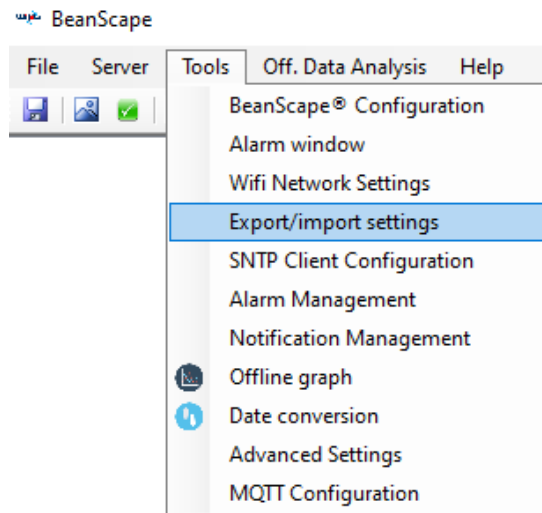 BeanScape
File Server Tools Off. Data Analysis Help
BeanScape® Configuration
Alarm window
Wifi Network Settings
Export/import settings
SNTP Client Configuration
Alarm Management
Notification Management
Offline graph
Date conversion
Advanced Settings
MQTT Configuration